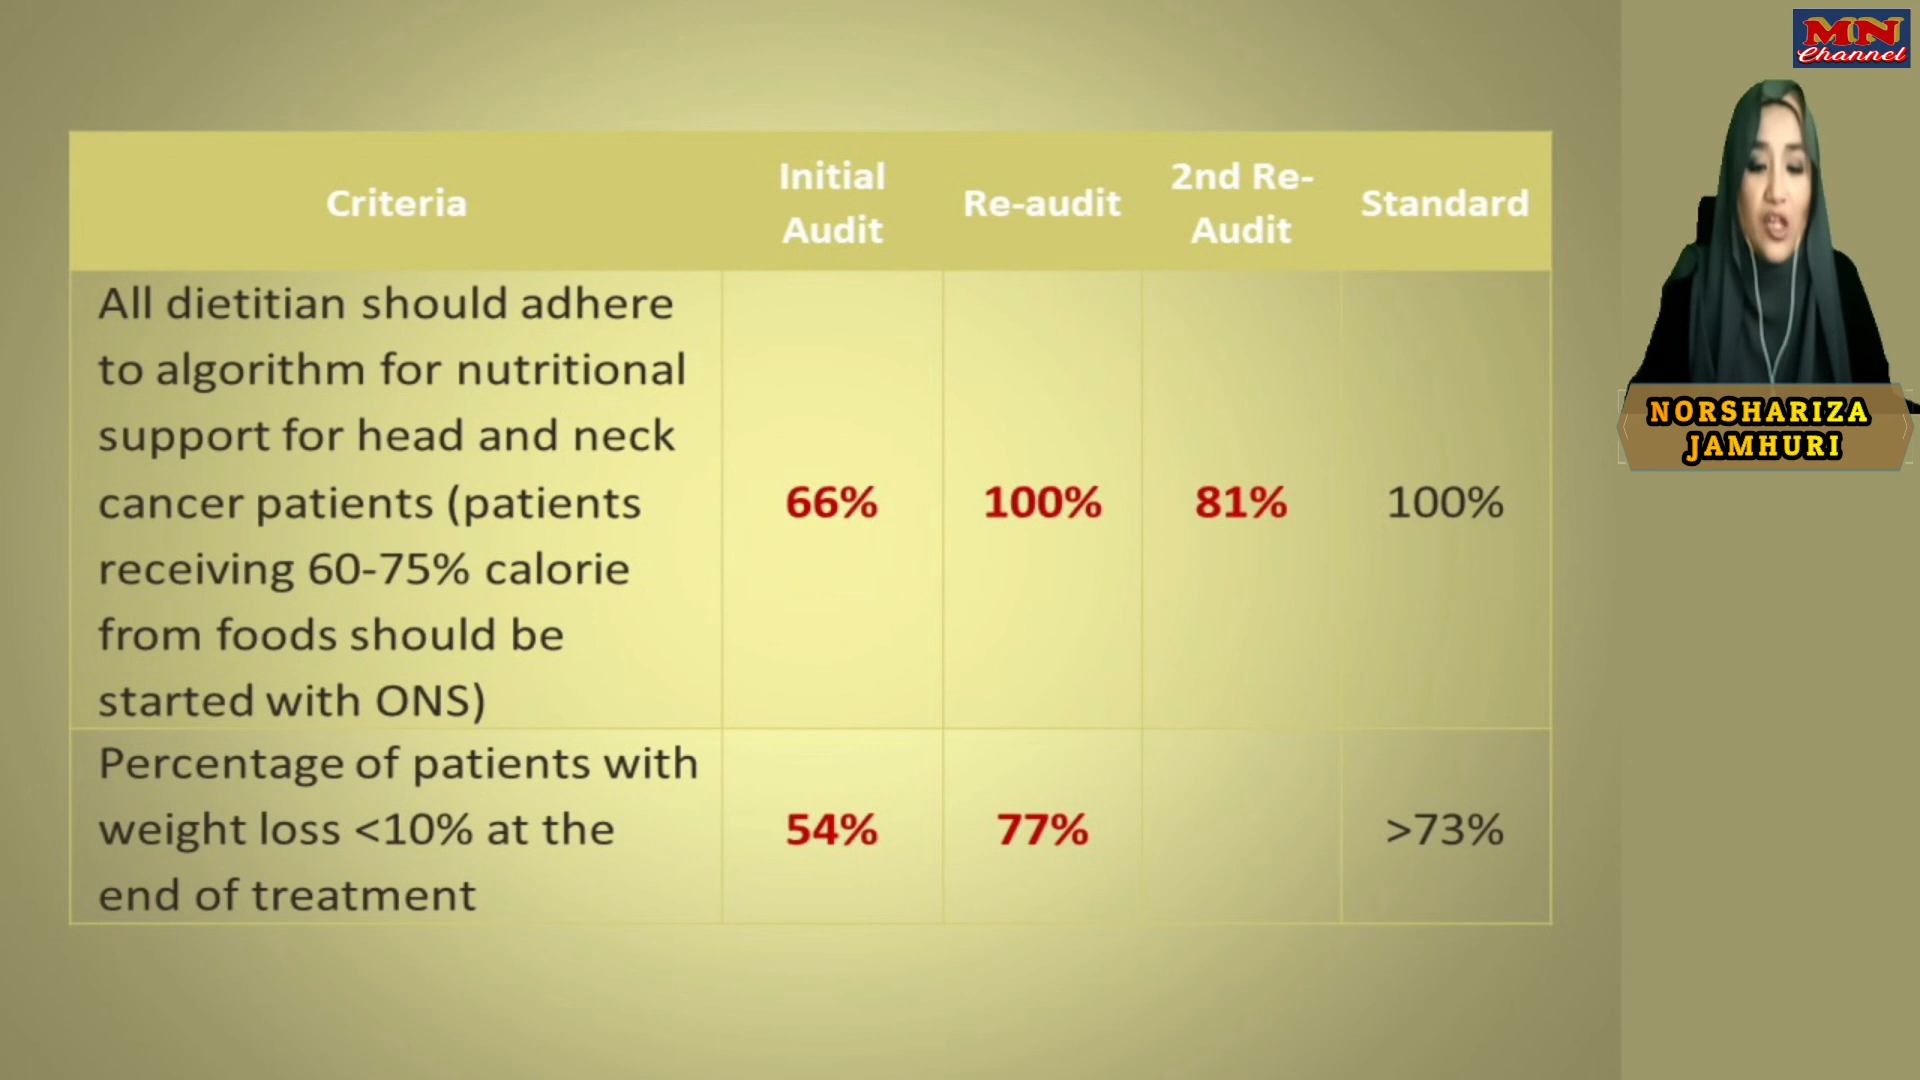 MN
Channel
Criteria
Initial
Audit
Re-audit
2nd Re-
Audit
Standard
All dietitian should adhere
to algorithm for nutritional
support for head and neck
cancer patients (patients
receiving 60-75% calorie
from foods should be
started with ONS)
66%
100%
81%
100%
Percentage of patients with
weight loss <10% at the
end of treatment
54%
77%
>73%
NORSHARIZA
JAMHURI